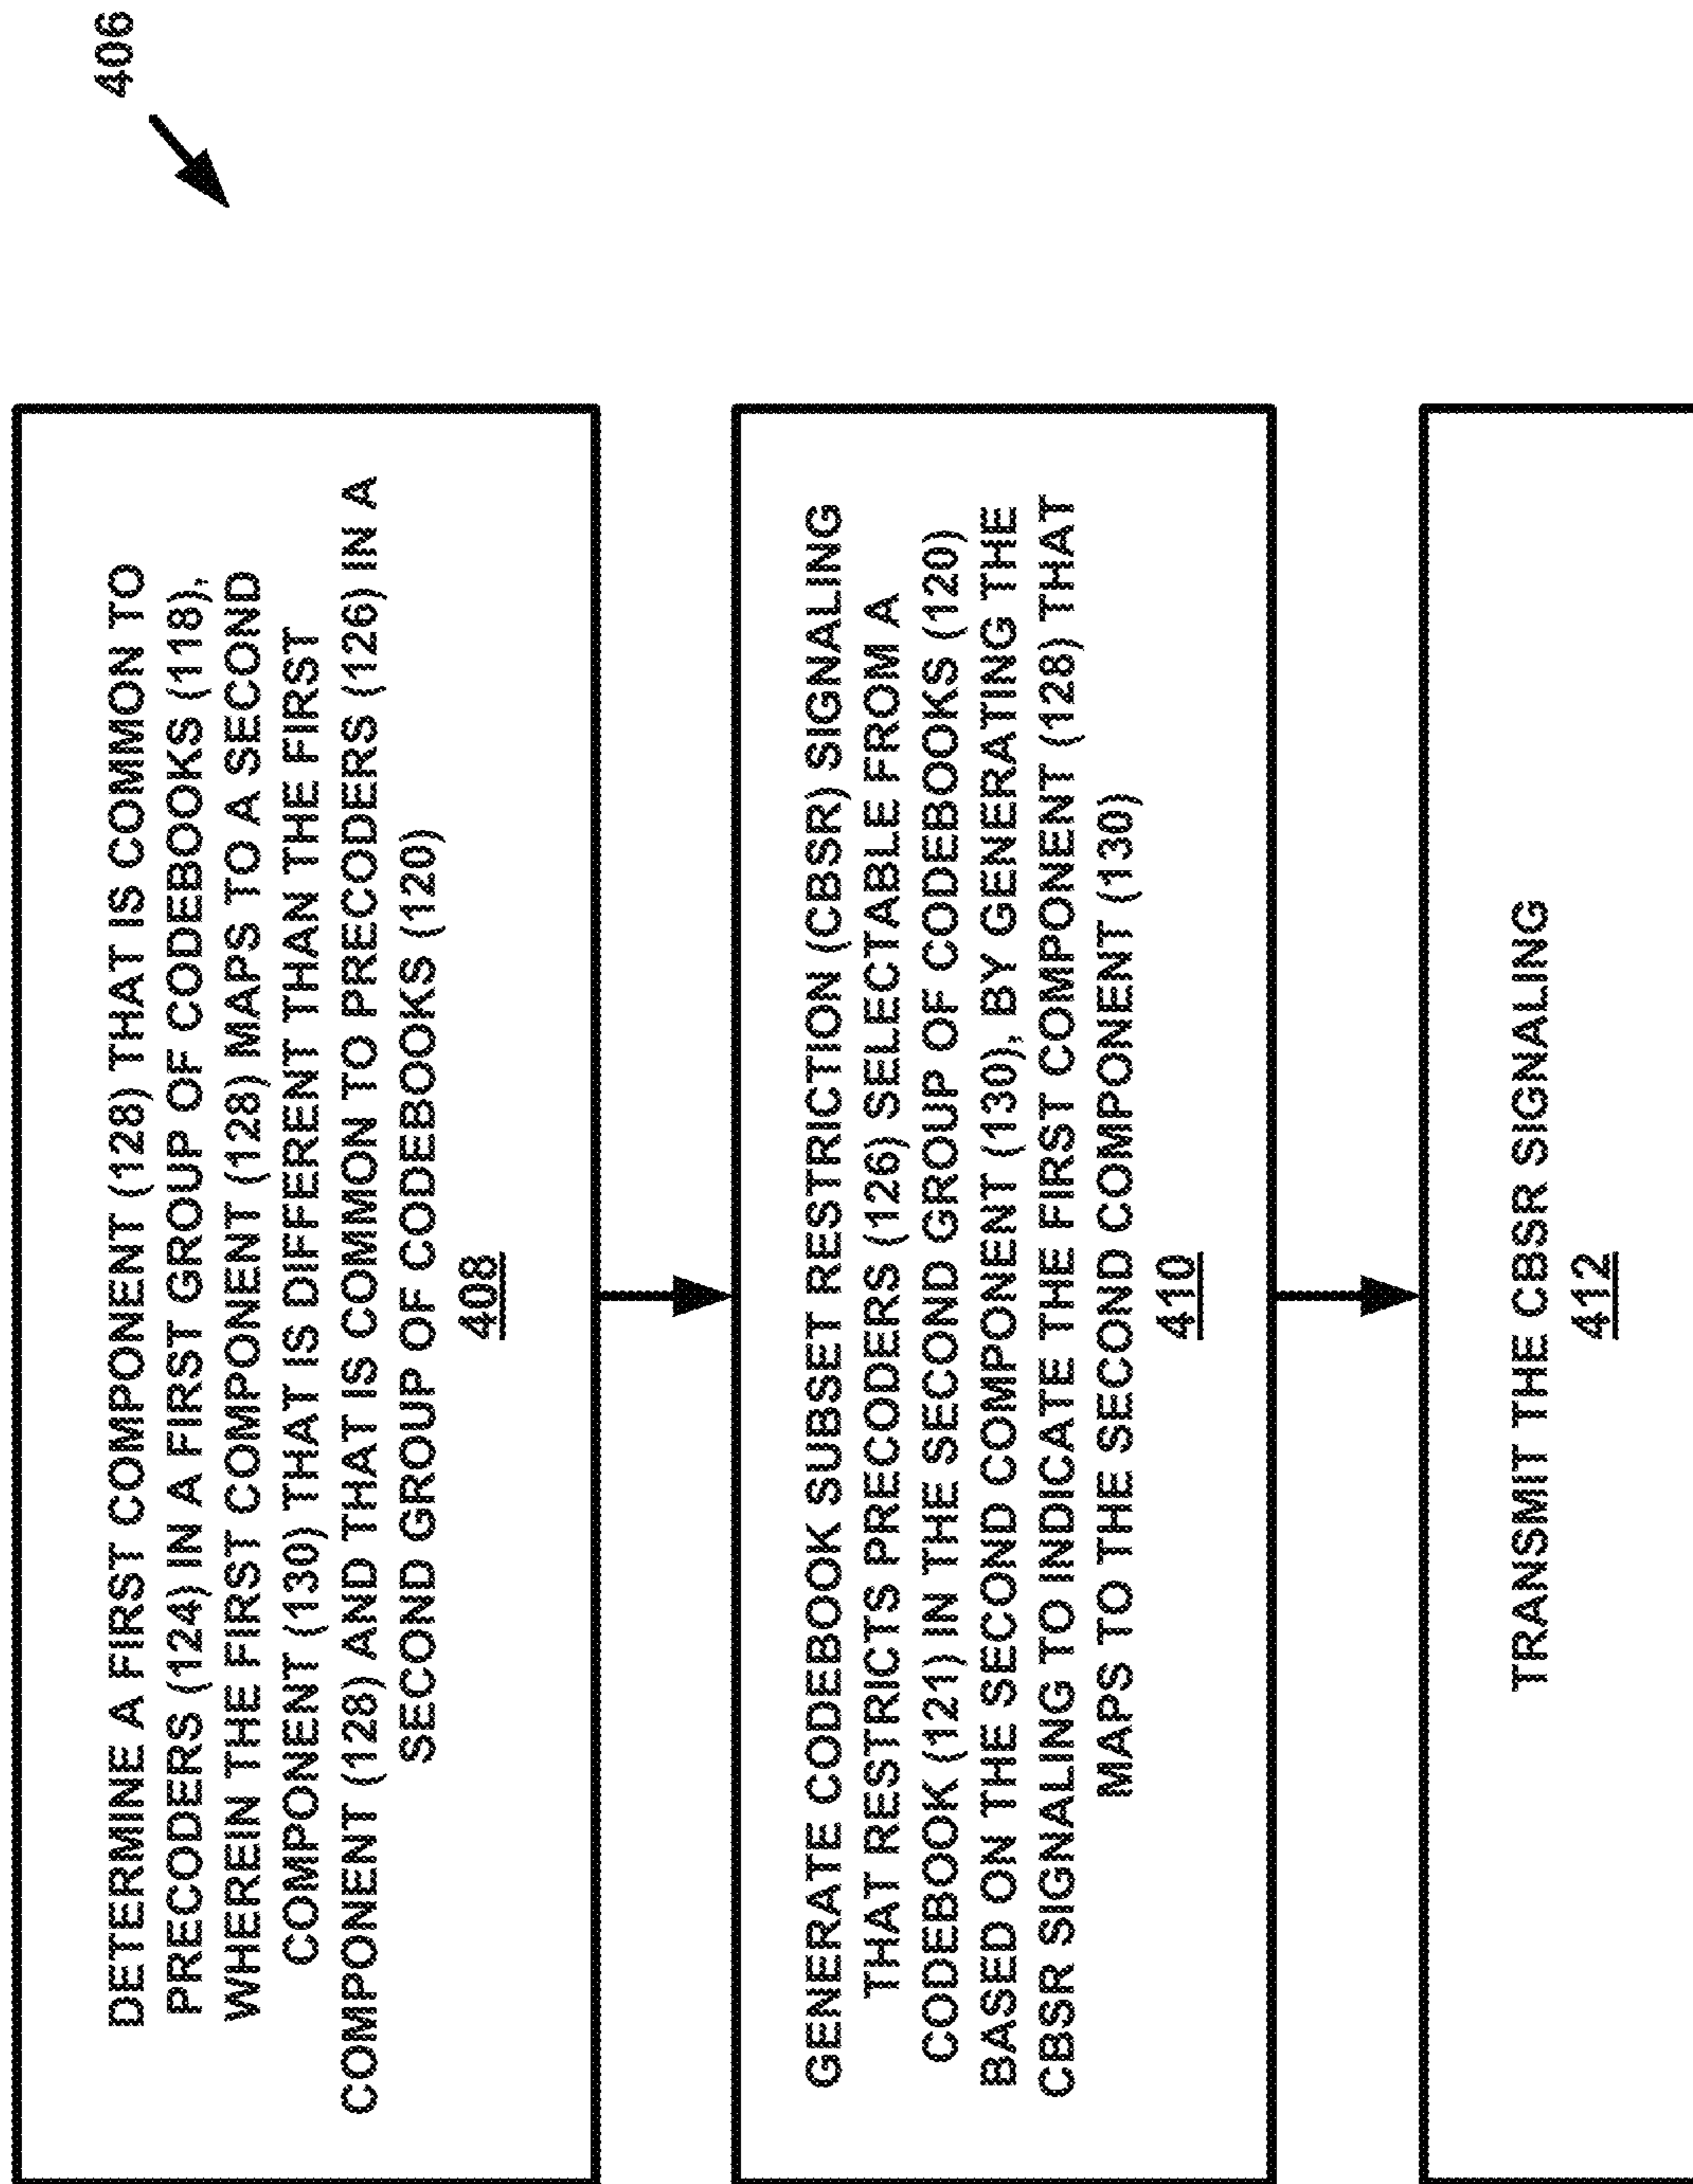 406
DETERMINE A FIRST COMPONENT (128) THAT IS COMMON TO
PRECODERS (124) IN A FIRST GROUP OF CODEBOOKS (118),
WHEREIN THE FIRST COMPONENT (128) MAPS TO A SECOND
COMPONENT (130) THAT IS DIFFERENT THAN THE FIRST
COMPONENT (128) AND THAT IS COMMON TO PRECODERS (126) IN A
SECOND GROUP OF CODEBOOKS (120)
408
GENERATE CODEBOOK SUBSET RESTRICTION (CBSR) SIGNALING
THAT RESTRICTS PRECODERS (126) SELECTABLE FROM A
CODEBOOK (121) IN THE SECOND GROUP OF CODEBOOKS (120)
BASED ON THE SECOND COMPONENT (130), BY GENERATING THE
CBSR SIGNALING TO INDICATE THE FIRST COMPONENT (128) THAT
MAPS TO THE SECOND COMPONENT (130)
410
TRANSMIT THE CBSR SIGNALING
412